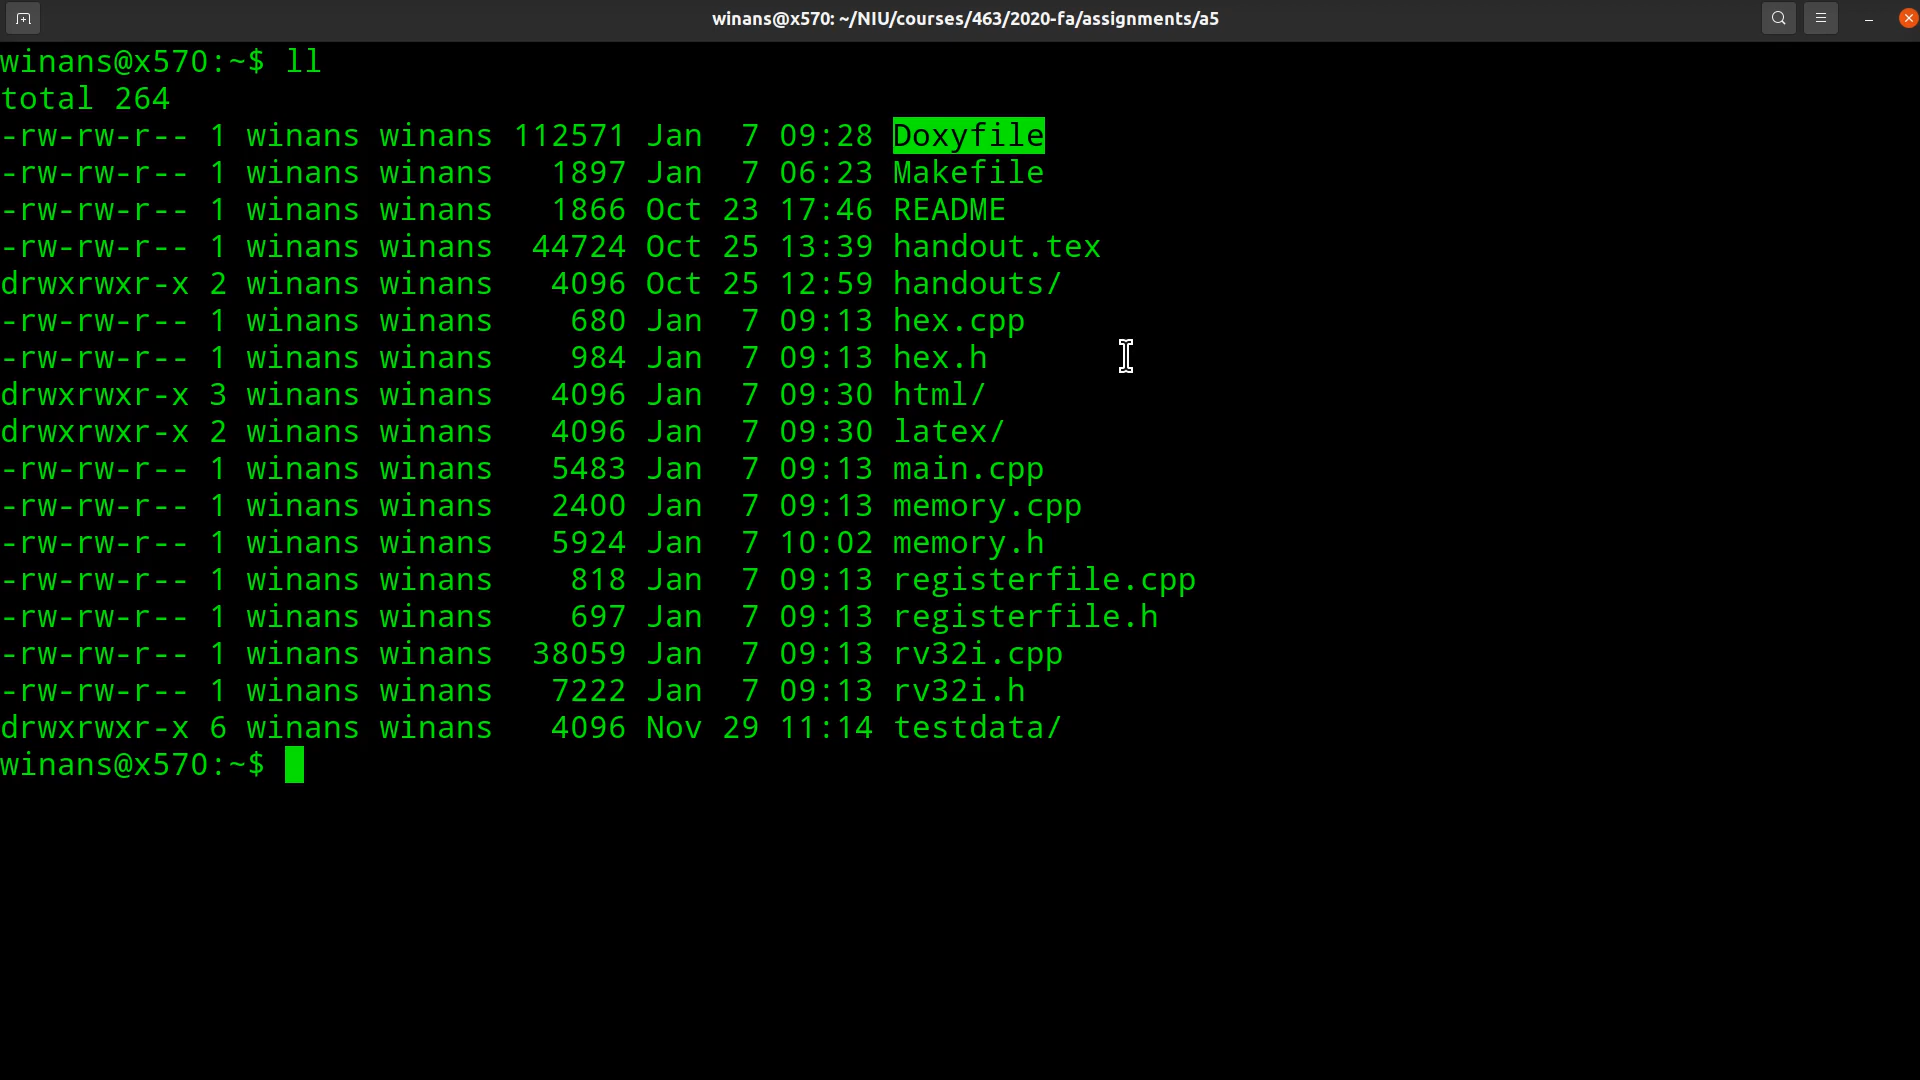 winans@x570: ~/NIU/courses/463/2020-fa/assignments/a5
winans@x570:~$ ll
total 264
-rw-rw-r-- 1 winans winans 112571 Jan  7 09:28 Doxyfile
-rw-rw-r-- 1 winans winans   1897 Jan  7 06:23 Makefile
-rw-rw-r-- 1 winans winans   1866 Oct 23 17:46 README
-rw-rw-r-- 1 winans winans  44724 Oct 25 13:39 handout.tex
drwxrwxr-x 2 winans winans   4096 Oct 25 12:59 handouts/
-rw-rw-r-- 1 winans winans    680 Jan  7 09:13 hex.cpp
-rw-rw-r-- 1 winans winans    984 Jan  7 09:13 hex.h
drwxrwxr-x 3 winans winans   4096 Jan  7 09:30 html/
drwxrwxr-x 2 winans winans   4096 Jan  7 09:30 latex/
-rw-rw-r-- 1 winans winans   5483 Jan  7 09:13 main.cpp
-rw-rw-r-- 1 winans winans   2400 Jan  7 09:13 memory.cpp
-rw-rw-r-- 1 winans winans   5924 Jan  7 10:02 memory.h
-rw-rw-r-- 1 winans winans    818 Jan  7 09:13 registerfile.cpp
-rw-rw-r-- 1 winans winans    697 Jan  7 09:13 registerfile.h
-rw-rw-r-- 1 winans winans  38059 Jan  7 09:13 rv32i.cpp
-rw-rw-r-- 1 winans winans   7222 Jan  7 09:13 rv32i.h
drwxrwxr-x 6 winans winans   4096 Nov 29 11:14 testdata/
winans@x570:~$